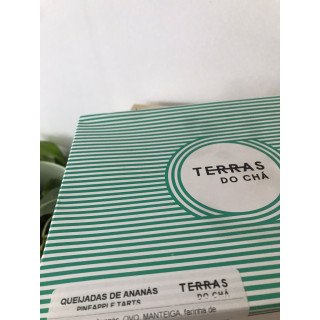 TERRAS
DO CHÁ
QUEIJADAS DE ANANÁS
PINEAPPLE TARTS
TERRAS
DO CHÁ
OVO, MANTEIGA, farinha de